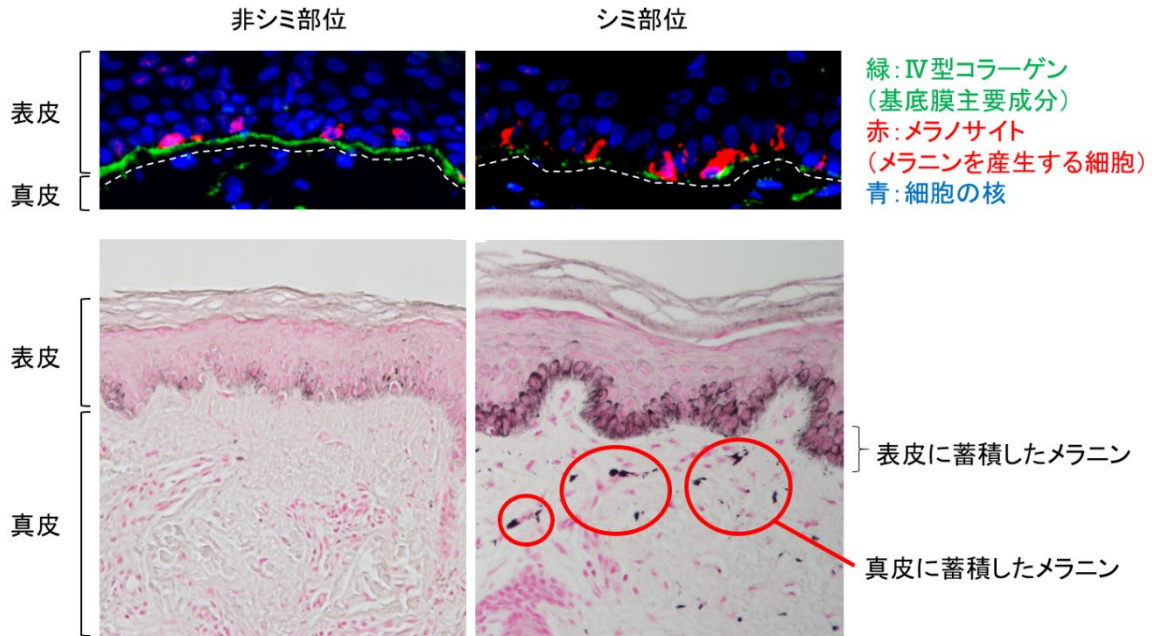 非シミ部位
シミ部位
表皮
真皮
緑：Ⅳ型コラーゲン
（基底膜主要成分）
赤：メラノサイト
（メラニンを産生する細胞）
青：細胞の核
表皮
真皮
表皮に蓄積したメラニン
真皮に蓄積したメラニン